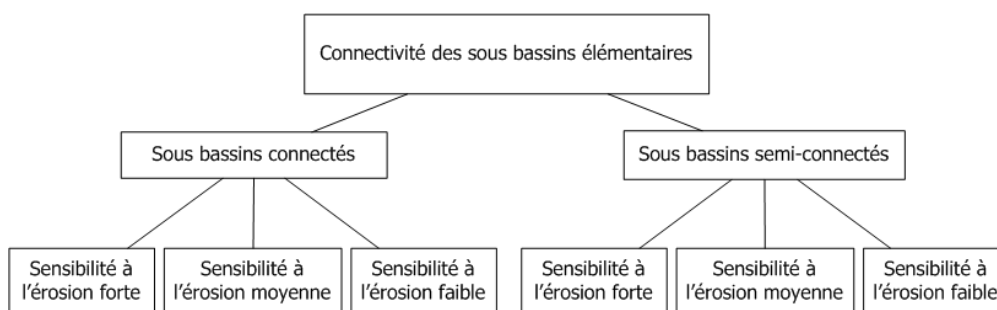 Connectivité des sous bassins élémentaires
Sous bassins connectés
Sous bassins semi-connectés
Sensibilité à
l'érosion forte
Sensibilité à
l'érosion moyenne
Sensibilité à
l'érosion faible
Sensibilité à
l'érosion forte
Sensibilité à
l'érosion moyenne
Sensibilité à
l'érosion faible